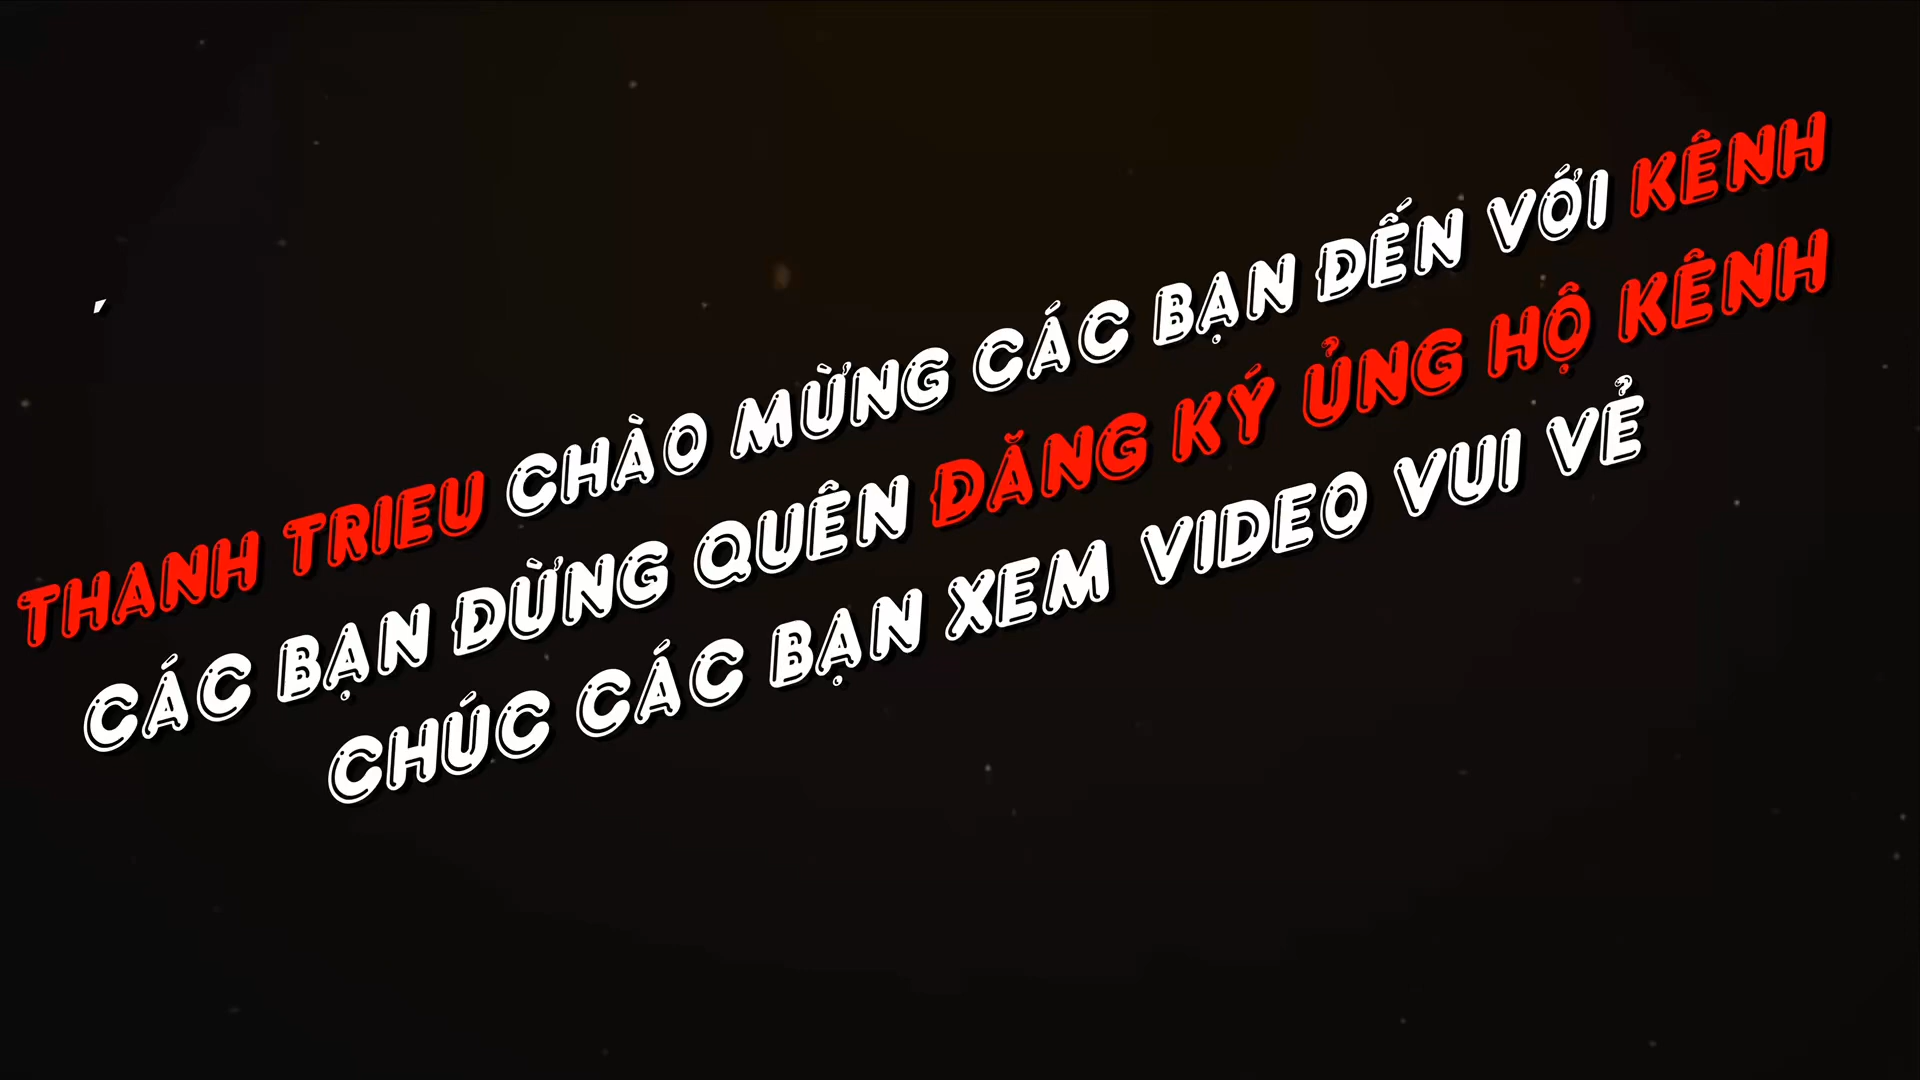 THANH TRIEU CHÀO MỪNG CÁC BẠN ĐẾN VỚI KÊNH
CÁC BẠN ĐỪNG QUÊN ĐĂNG KÝ ỦNG HỘ KÊNH
CHÚC CÁC BẠN XEM VIDEO VUI VẺ